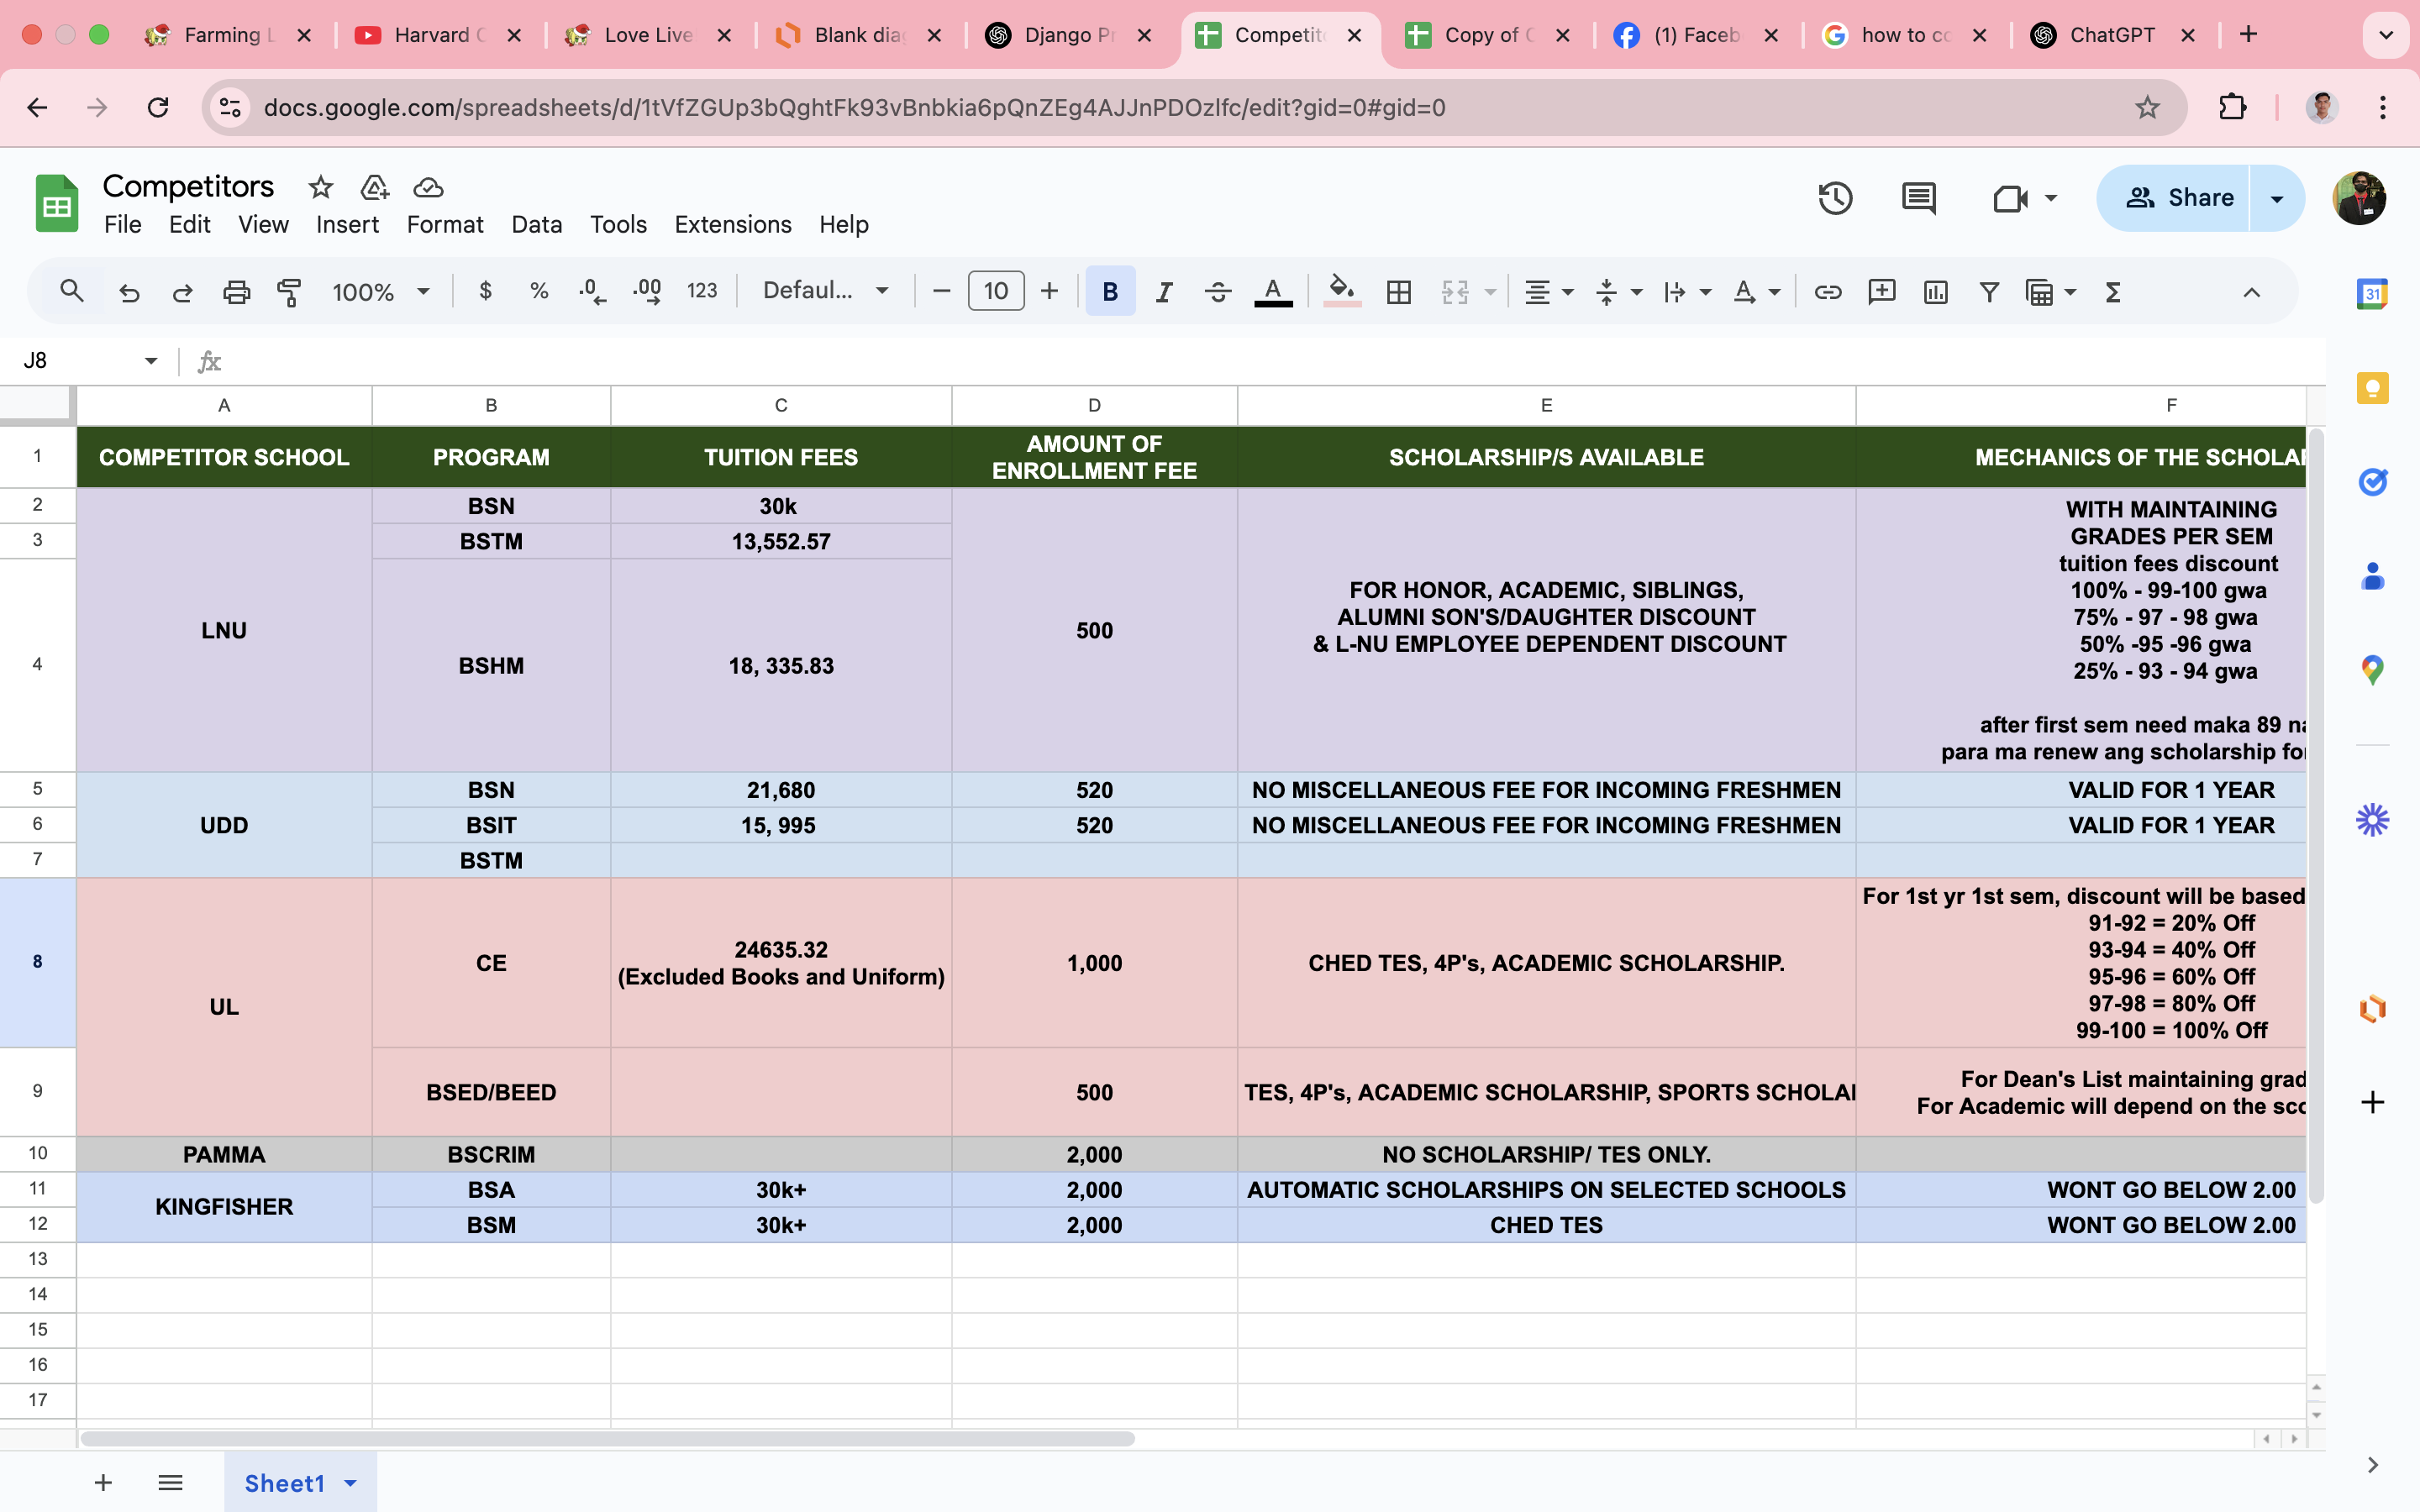 Farming L
Harvard C
Love Live
Blank dia
Django Pr
Competit
Copy of C
(1) Faceb
how to co
ChatGPT
docs.google.com/spreadsheets/d/1tVfZGUp3bQghtFk93vBnbkia6pQnZEg4AJJnPDOzlfc/edit?gid=0#gid=0
Competitors
File Edit View Insert Format Data Tools Extensions Help
Share
100% $ % .0 .00 123 Defaul... 10 B I A
31
J8
fx
A B C D E F
1 COMPETITOR SCHOOL PROGRAM TUITION FEES AMOUNT OF
ENROLLMENT FEE SCHOLARSHIP/S AVAILABLE MECHANICS OF THE SCHOLAR
2 BSN 30k
3 BSTM 13,552.57
4 LNU BSHM 18, 335.83 500
FOR HONOR, ACADEMIC, SIBLINGS,
ALUMNI SON'S/DAUGHTER DISCOUNT
& L-NU EMPLOYEE DEPENDENT DISCOUNT
WITH MAINTAINING
GRADES PER SEM
tuition fees discount
100% - 99-100 gwa
75% - 97 - 98 gwa
50% -95 -96 gwa
25% - 93 - 94 gwa
after first sem need maka 89 na
para ma renew ang scholarship for
5 BSN 21,680 520 NO MISCELLANEOUS FEE FOR INCOMING FRESHMEN VALID FOR 1 YEAR
6 UDD BSIT 15, 995 520 NO MISCELLANEOUS FEE FOR INCOMING FRESHMEN VALID FOR 1 YEAR
7 BSTM
8 UL CE 24635.32
(Excluded Books and Uniform) 1,000 CHED TES, 4P's, ACADEMIC SCHOLARSHIP.
For 1st yr 1st sem, discount will be based
91-92 = 20% Off
93-94 = 40% Off
95-96 = 60% Off
97-98 = 80% Off
99-100 = 100% Off
9 BSED/BEED 500 TES, 4P's, ACADEMIC SCHOLARSHIP, SPORTS SCHOLAR
For Dean's List maintaining grad
For Academic will depend on the sco
10 PAMMA BSCRIM 2,000 NO SCHOLARSHIP/ TES ONLY.
11 KINGFISHER BSA 30k+ 2,000 AUTOMATIC SCHOLARSHIPS ON SELECTED SCHOOLS WONT GO BELOW 2.00
12 BSM 30k+ 2,000 CHED TES WONT GO BELOW 2.00
13
14
15
16
17
Sheet1